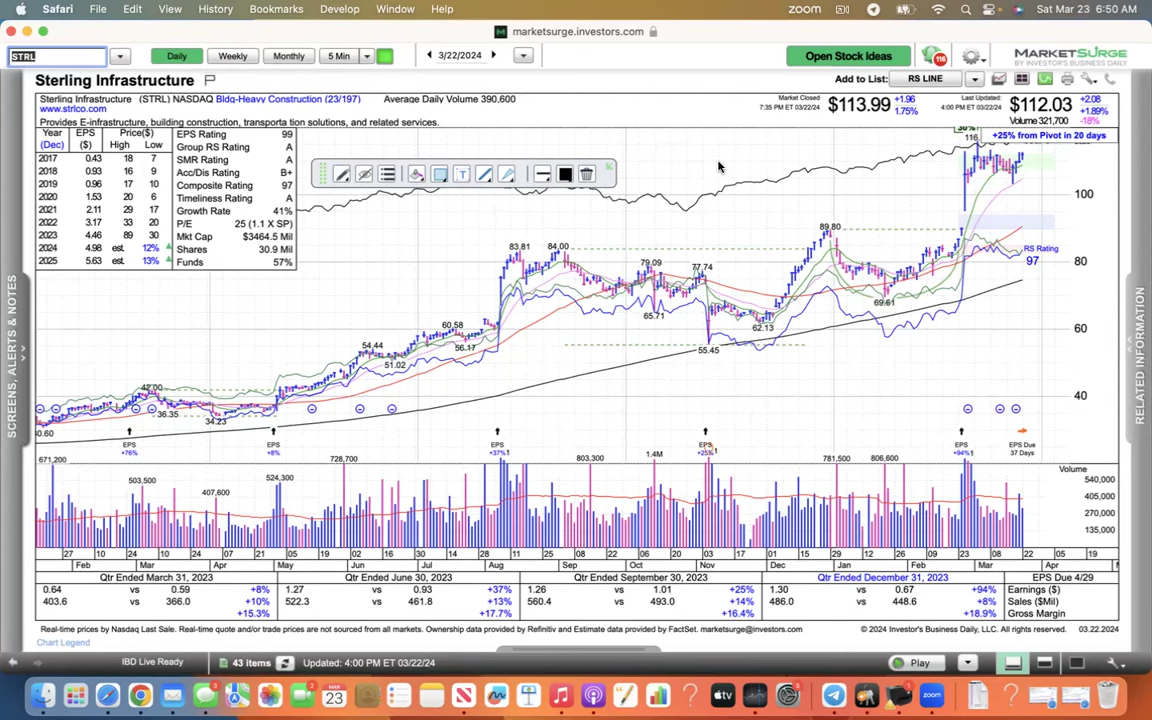 Safari File Edit View History Bookmarks Develop Window Help zoom Sat Mar 23 6:50 AM
marketsurge.investors.com
STRL Daily Weekly Monthly 5 Min 3/22/2024 Open Stock Ideas 116 MARKETSURGE
BY INVESTOR'S BUSINESS DAILY
Sterling Infrastructure Add to List: RS LINE
Sterling Infrastructure (STRL) NASDAQ Bldg-Heavy Construction (23/197) Average Daily Volume 390,600
www.strlco.com
Provides E-infrastructure, building construction, transporta tion solutions, and related services.
Market Closed
7:35 PM ET 03/22/24
$113.99 +1.96
1.75%
Last Updated:
4:00 PM ET 03/22/24
$112.03 +2.08
+1.89%
Volume 321,700 -18%
Year EPS Price($)
(Dec) ($) High Low
2017 0.43 18 7
2018 0.93 16 9
2019 0.96 17 10
2020 1.53 20 6
2021 2.11 29 17
2022 3.17 33 20
2023 4.46 89 30
2024 4.98 est. 12%
2025 5.63 est. 13%
EPS Rating 99
Group RS Rating A
SMR Rating A
Acc/Dis Rating B+
Composite Rating 97
Timeliness Rating A
Growth Rate 41%
P/E 25 (1.1 X SP)
Mkt Cap $3464.5 Mil
Shares 30.9 Mil
Funds 57%
+25% from Pivot in 20 days
116
100
80
60
40
RS Rating
97
89.80
83.81
84.00
79.09
77.74
69.61
65.71
62.13
60.58
56.17
55.45
54.44
51.02
42.00
36.35
34.23
EPS
+76%
EPS
+8%
EPS
+37%
EPS
+25%
EPS
+94%
EPS Due
37 Days
671,200
503,500
407,600
524,300
728,700
803,300
1.4M
781,500
806,600
Volume
540,000
405,000
270,000
135,000
27 10 24 10 24 07 21 05 19 02 16 30 14 28 11 25 08 22 06 20 03 17 01 15 29 12 26 09 23 08 22 05 19
Feb Mar Apr May Jun Jul Aug Sep Oct Nov Dec Jan Feb Mar Apr
Qtr Ended March 31, 2023 Qtr Ended June 30, 2023 Qtr Ended September 30, 2023 Qtr Ended December 31, 2023 EPS Due 4/29
0.64 vs 0.59 +8% 1.27 vs 0.93 +37% 1.26 vs 1.01 +25% 1.30 vs 0.67 +94% Earnings ($)
403.6 vs 366.0 +10% 522.3 vs 461.8 +13% 560.4 vs 493.0 +14% 486.0 vs 448.6 +8% Sales ($Mil)
+15.3% +17.7% +16.4% +18.9% Gross Margin
Real-time prices by Nasdaq Last Sale. Real-time quote and/or trade prices are not sourced from all markets. Ownership data provided by Refinitiv and Estimate data provided by FactSet. marketsurge@investors.com © 2024 Investor's Business Daily, LLC. All rights reserved. 03.22.2024
Chart Legend
SCREENS, ALERTS & NOTES
RELATED INFORMATION
IBD Live Ready 43 items Updated: 4:00 PM ET 03/22/24 Play
MAR
23
tv
zoom